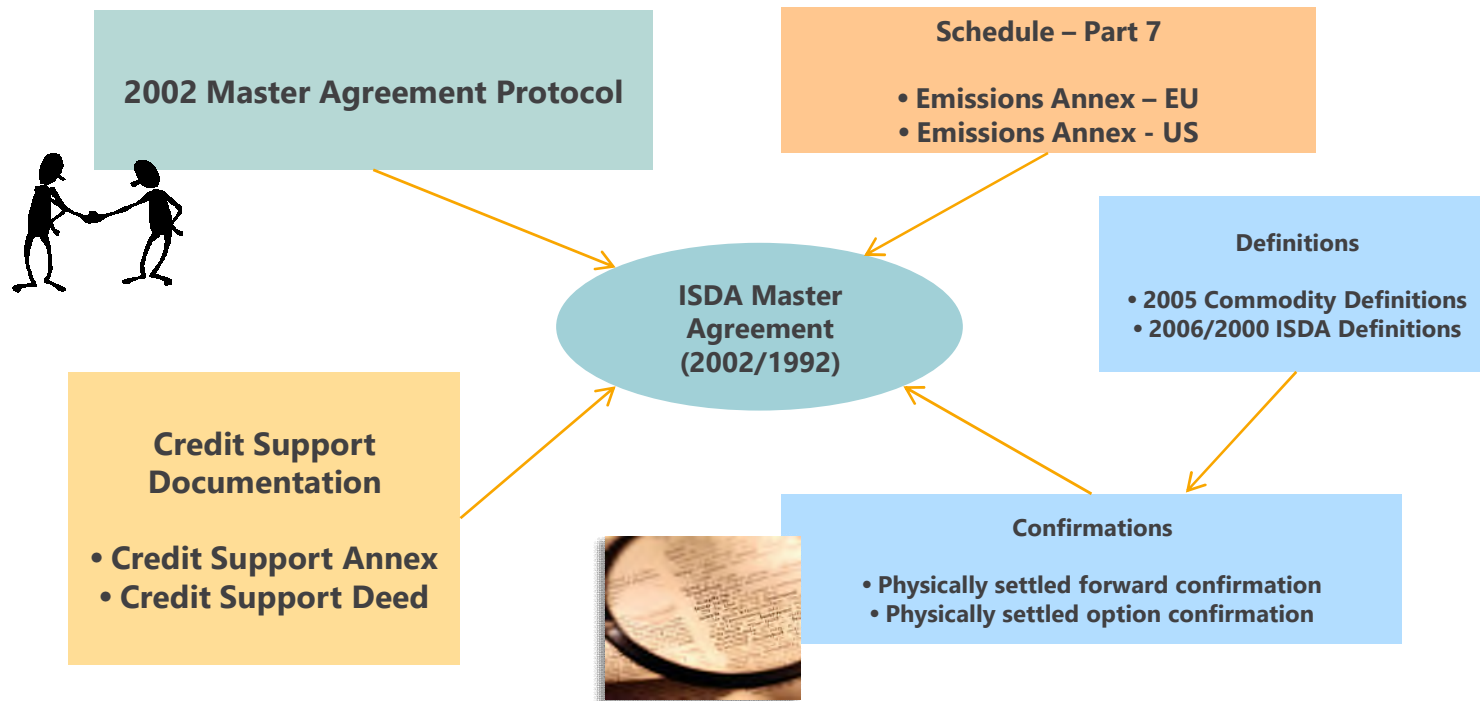 2002 Master Agreement Protocol
Schedule – Part 7
• Emissions Annex – EU
• Emissions Annex - US
Definitions
• 2005 Commodity Definitions
• 2006/2000 ISDA Definitions
ISDA Master
Agreement
(2002/1992)
Credit Support
Documentation
• Credit Support Annex
• Credit Support Deed
Confirmations
• Physically settled forward confirmation
• Physically settled option confirmation